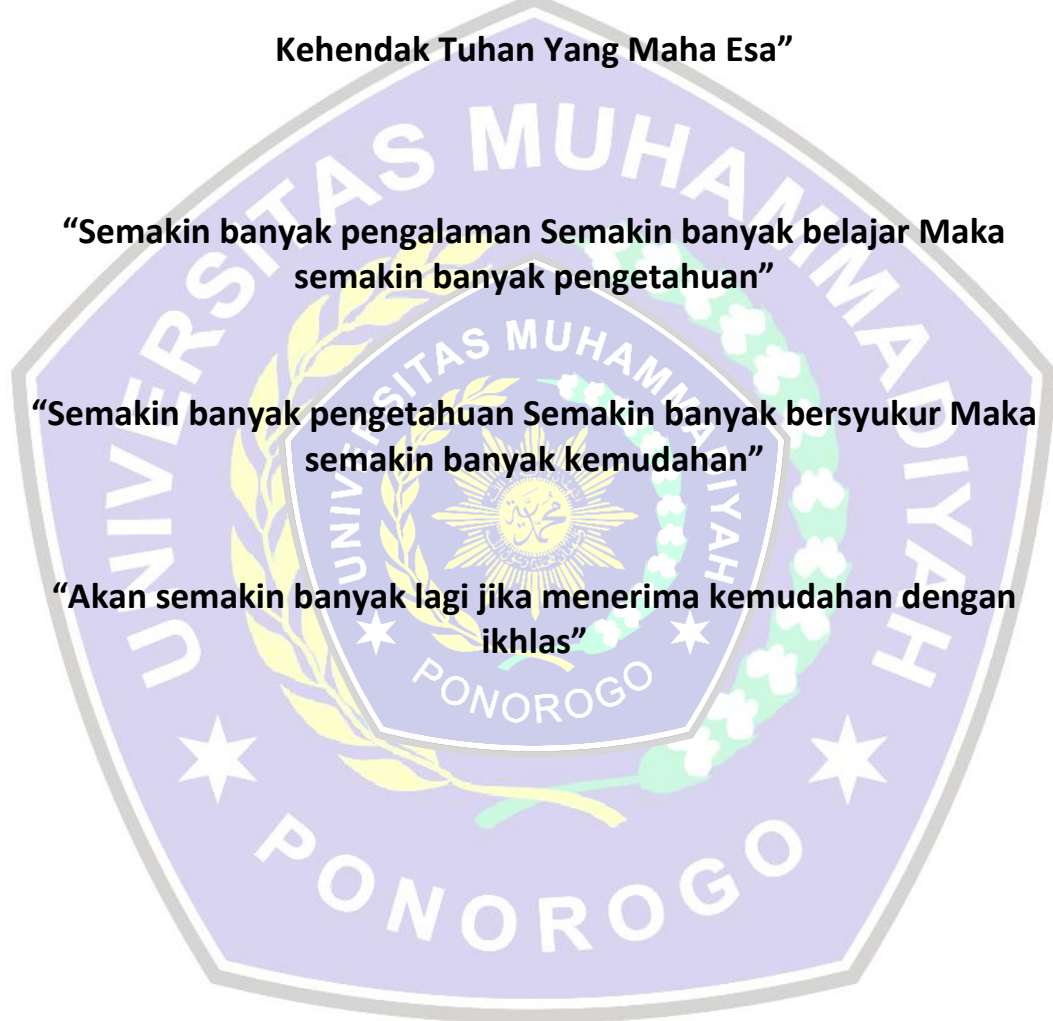 Kehendak Tuhan Yang Maha Esa”
“Semakin banyak pengalaman Semakin banyak belajar Maka
semakin banyak pengetahuan”
“Semakin banyak pengetahuan Semakin banyak bersyukur Maka
semakin banyak kemudahan”
“Akan semakin banyak lagi jika menerima kemudahan dengan
ikhlas”
UNIVERSITAS MUHAMMADIYAH
PONOROGO
UNIVERSITAS MUHAMMADIYAH
PONOROGO